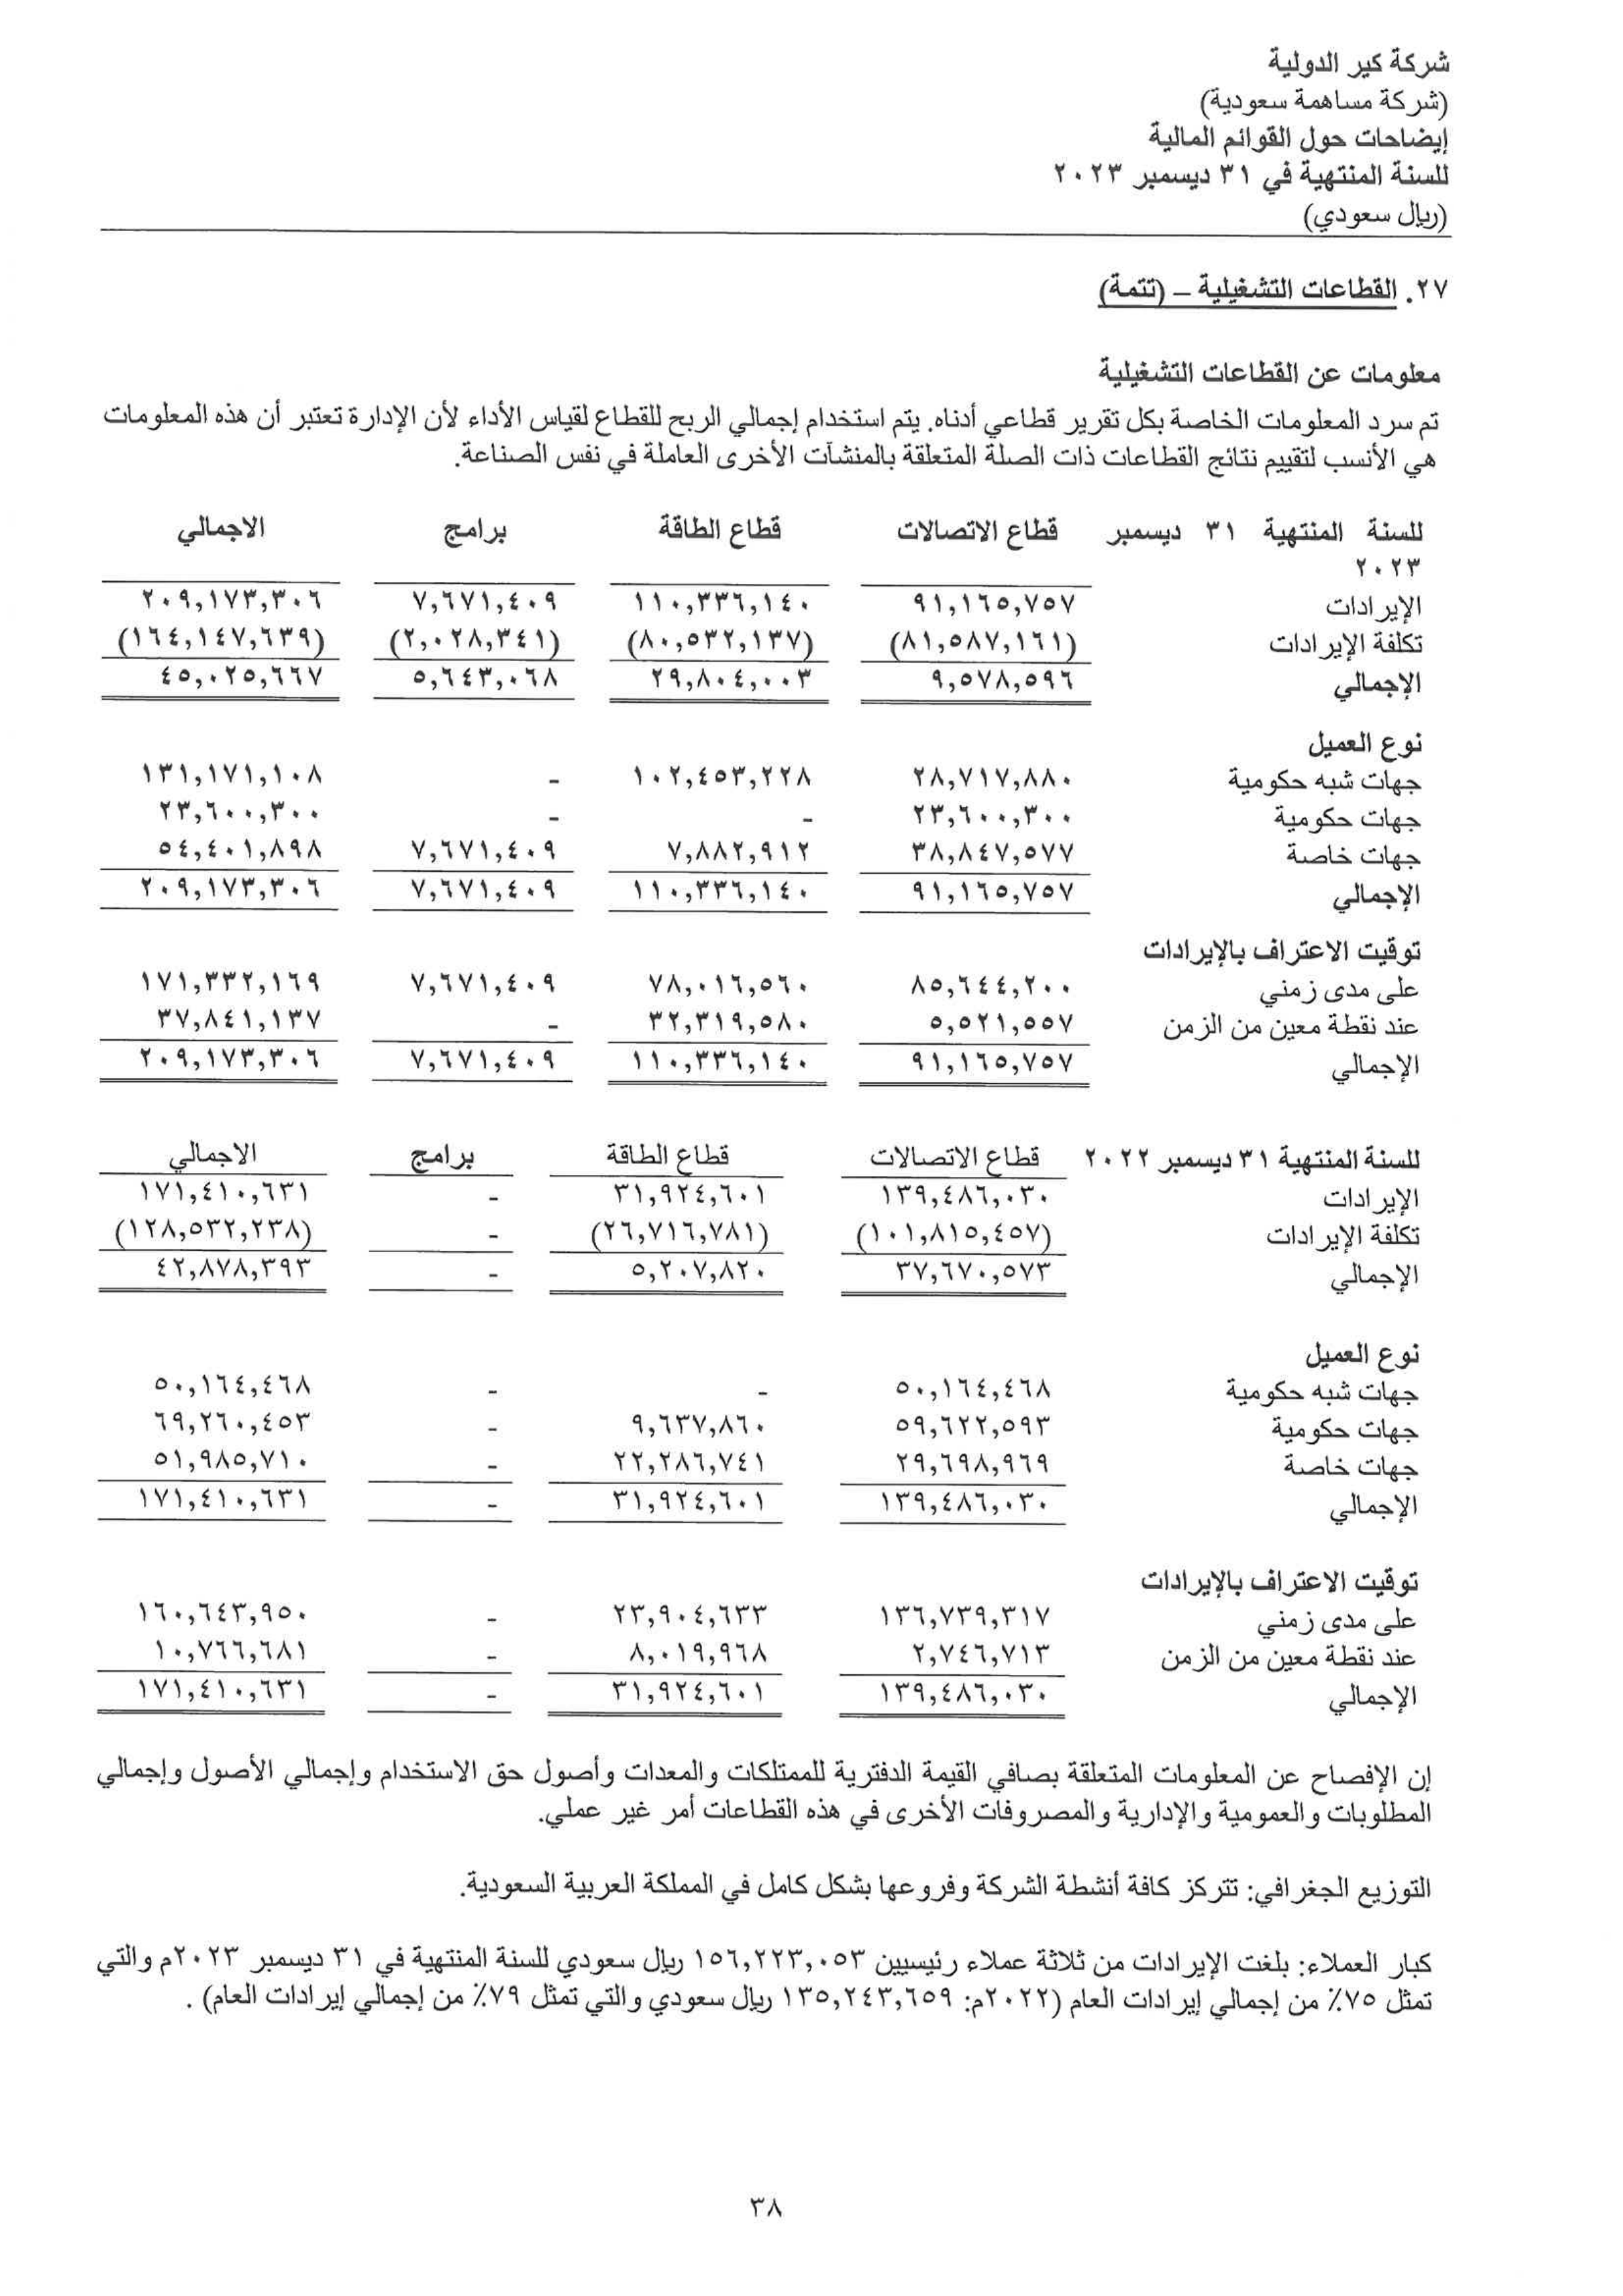 شركة كير الدولية
(شركة مساهمة سعودية)
إيضاحات حول القوائم المالية
للسنة المنتهية في ٣١ ديسمبر ٢٠٢٣
(ريال سعودي)
٢٧. القطاعات التشغيلية – (تتمة)
معلومات عن القطاعات التشغيلية
تم سرد المعلومات الخاصة بكل تقرير قطاعي أدناه. يتم استخدام إجمالي الربح للقطاع لقياس الأداء لأن الإدارة تعتبر أن هذه المعلومات
هي الأنسب لتقييم نتائج القطاعات ذات الصلة المتعلقة بالمنشآت الأخرى العاملة في نفس الصناعة.
للسنة المنتهية ٣١ ديسمبر قطاع الاتصالات قطاع الطاقة برامج الاجمالي
٢٠٢٣
الإيرادات ٩١,١٦٥,٧٥٧ ١١٠,٣٣٦,١٤٠ ٧,٦٧١,٤٠٩ ٢٠٩,١٧٣,٣٠٦
تكلفة الإيرادات (٨١,٥٨٧,١٦١) (٨٠,٥٣٢,١٣٧) (٢,٠٢٨,٣٤١) (١٦٤,١٤٧,٦٣٩)
الإجمالي ٩,٥٧٨,٥٩٦ ٢٩,٨٠٤,٠٠٣ ٥,٦٤٣,٠٦٨ ٤٥,٠٢٥,٦٦٧
نوع العميل
جهات شبه حكومية ٢٨,٧١٧,٨٨٠ ١٠٢,٤٥٣,٢٢٨ - ١٣١,١٧١,١٠٨
جهات حكومية ٢٣,٦٠٠,٣٠٠ - - ٢٣,٦٠٠,٣٠٠
جهات خاصة ٣٨,٨٤٧,٥٧٧ ٧,٨٨٢,٩١٢ ٧,٦٧١,٤٠٩ ٥٤,٤٠١,٨٩٨
الإجمالي ٩١,١٦٥,٧٥٧ ١١٠,٣٣٦,١٤٠ ٧,٦٧١,٤٠٩ ٢٠٩,١٧٣,٣٠٦
توقيت الاعتراف بالإيرادات
على مدى زمني ٨٥,٦٤٤,٢٠٠ ٧٨,٠١٦,٥٦٠ ٧,٦٧١,٤٠٩ ١٧١,٣٣٢,١٦٩
عند نقطة معين من الزمن ٥,٥٢١,٥٥٧ ٣٢,٣١٩,٥٨٠ - ٣٧,٨٤١,١٣٧
الإجمالي ٩١,١٦٥,٧٥٧ ١١٠,٣٣٦,١٤٠ ٧,٦٧١,٤٠٩ ٢٠٩,١٧٣,٣٠٦
للسنة المنتهية ٣١ ديسمبر ٢٠٢٢ قطاع الاتصالات قطاع الطاقة برامج الاجمالي
الإيرادات ١٣٩,٤٨٦,٠٣٠ ٣١,٩٢٤,٦٠١ - ١٧١,٤١٠,٦٣١
تكلفة الإيرادات (١٠١,٨١٥,٤٥٧) (٢٦,٧١٦,٧٨١) - (١٢٨,٥٣٢,٢٣٨)
الإجمالي ٣٧,٦٧٠,٥٧٣ ٥,٢٠٧,٨٢٠ - ٤٢,٨٧٨,٣٩٣
نوع العميل
جهات شبه حكومية ٥٠,١٦٤,٤٦٨ - - ٥٠,١٦٤,٤٦٨
جهات حكومية ٥٩,٦٢٢,٥٩٣ ٩,٦٣٧,٨٦٠ - ٦٩,٢٦٠,٤٥٣
جهات خاصة ٢٩,٦٩٨,٩٦٩ ٢٢,٢٨٦,٧٤١ - ٥١,٩٨٥,٧١٠
الإجمالي ١٣٩,٤٨٦,٠٣٠ ٣١,٩٢٤,٦٠١ - ١٧١,٤١٠,٦٣١
توقيت الاعتراف بالإيرادات
على مدى زمني ١٣٦,٧٣٩,٣١٧ ٢٣,٩٠٤,٦٣٣ - ١٦٠,٦٤٣,٩٥٠
عند نقطة معين من الزمن ٢,٧٤٦,٧١٣ ٨,٠١٩,٩٦٨ - ١٠,٧٦٦,٦٨١
الإجمالي ١٣٩,٤٨٦,٠٣٠ ٣١,٩٢٤,٦٠١ - ١٧١,٤١٠,٦٣١
إن الإفصاح عن المعلومات المتعلقة بصافي القيمة الدفترية للممتلكات والمعدات وأصول حق الاستخدام وإجمالي الأصول وإجمالي
المطلوبات والعمومية والإدارية والمصروفات الأخرى في هذه القطاعات أمر غير عملي.
التوزيع الجغرافي: تتركز كافة أنشطة الشركة وفروعها بشكل كامل في المملكة العربية السعودية.
كبار العملاء: بلغت الإيرادات من ثلاثة عملاء رئيسيين ١٥٦,٢٢٣,٠٥٣ ريال سعودي للسنة المنتهية في ٣١ ديسمبر ٢٠٢٣م والتي
تمثل ٧٥٪ من إجمالي إيرادات العام (٢٠٢٢م: ١٣٥,٢٤٣,٦٥٩ ريال سعودي والتي تمثل ٧٩٪ من إجمالي إيرادات العام) .
٣٨